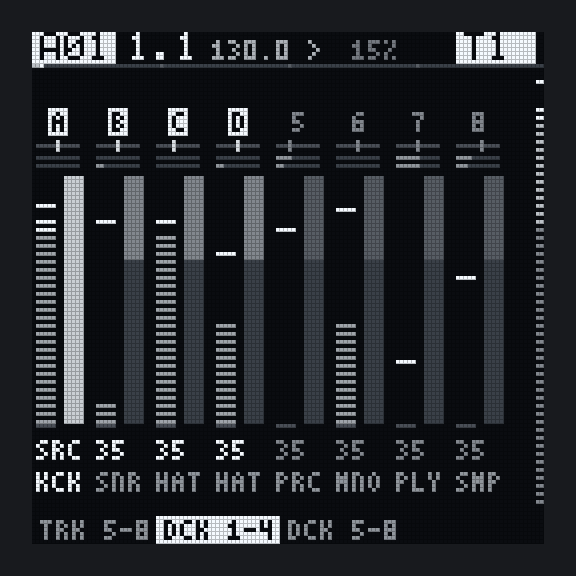 A01 1.1 130.0 > 15% T1
A B C D 5 6 7 8
SRC 35 35 35 35 35 35 35
KCK SNR HAT HAT PRC MNO PLY SMP
TRK 5-8 DCK 1-4 DCK 5-8